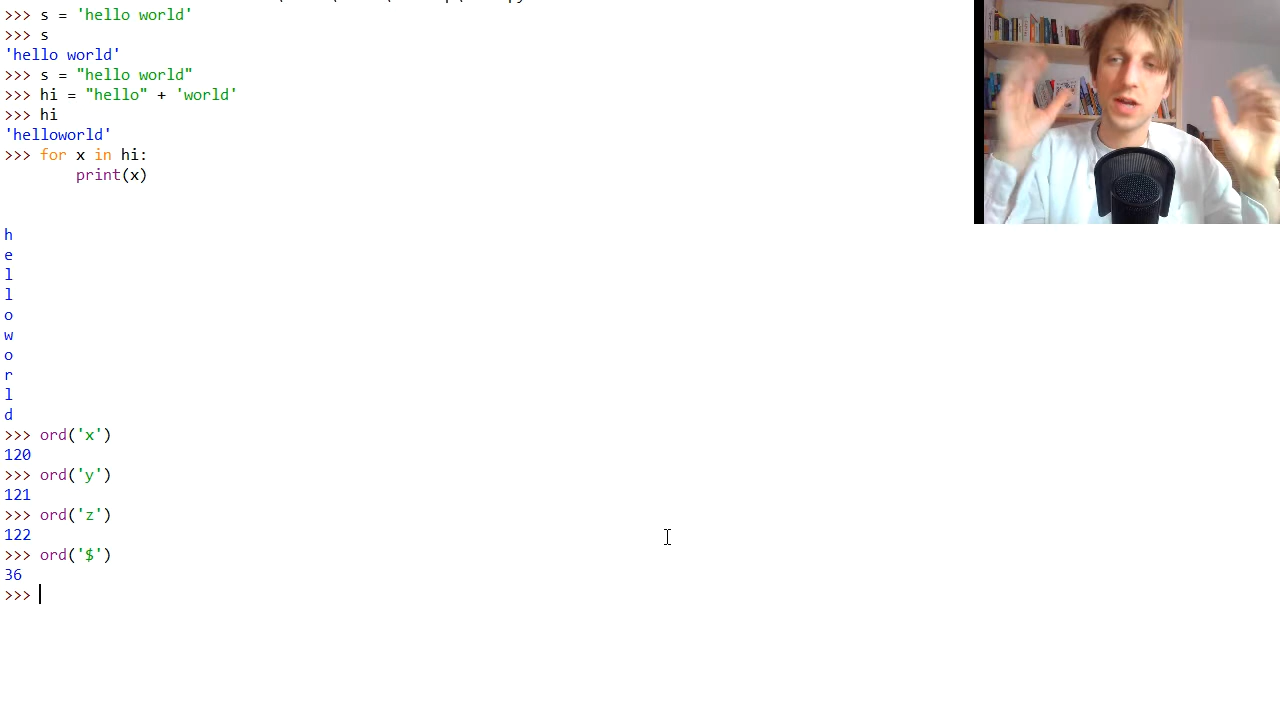 >>> s = 'hello world'
>>> s
'hello world'
>>> s = "hello world"
>>> hi = "hello" + 'world'
>>> hi
'helloworld'
>>> for x in hi:
        print(x)
h
e
l
l
o
w
o
r
l
d
>>> ord('x')
120
>>> ord('y')
121
>>> ord('z')
122
>>> ord('$')
36
>>>